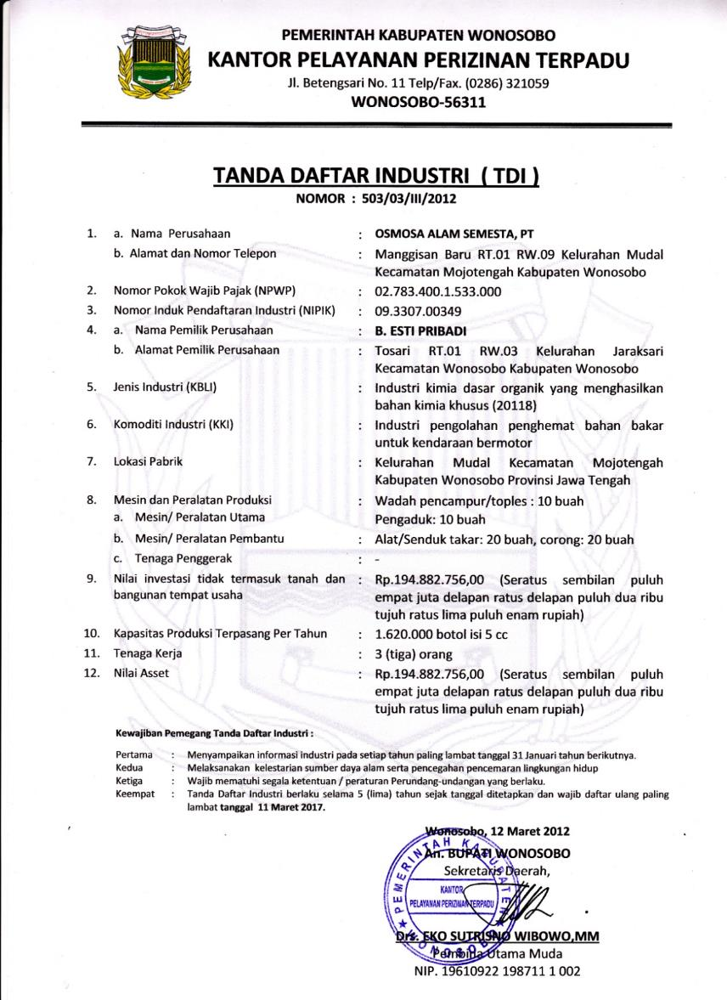 PEMERINTAH KABUPATEN WONOSOBO
KANTOR PELAYANAN PERIZINAN TERPADU
Jl. Betengsari No. 11 Telp/Fax. (0286) 321059
WONOSOBO-56311
TANDA DAFTAR INDUSTRI ( TDI )
NOMOR : 503/03/III/2012
1. a. Nama Perusahaan : OSMOSA ALAM SEMESTA, PT
b. Alamat dan Nomor Telepon : Manggisan Baru RT.01 RW.09 Kelurahan Mudal
Kecamatan Mojotengah Kabupaten Wonosobo
2. Nomor Pokok Wajib Pajak (NPWP) : 02.783.400.1.533.000
3. Nomor Induk Pendaftaran Industri (NIPIK) : 09.3307.00349
4. a. Nama Pemilik Perusahaan : B. ESTI PRIBADI
b. Alamat Pemilik Perusahaan : Tosari RT.01 RW.03 Kelurahan Jaraksari
Kecamatan Wonosobo Kabupaten Wonosobo
5. Jenis Industri (KBLI) : Industri kimia dasar organik yang menghasilkan
bahan kimia khusus (20118)
6. Komoditi Industri (KKI) : Industri pengolahan penghemat bahan bakar
untuk kendaraan bermotor
7. Lokasi Pabrik : Kelurahan Mudal Kecamatan Mojotengah
Kabupaten Wonosobo Provinsi Jawa Tengah
8. Mesin dan Peralatan Produksi : Wadah pencampur/toples : 10 buah
a. Mesin/ Peralatan Utama Pengaduk: 10 buah
b. Mesin/ Peralatan Pembantu : Alat/Senduk takar: 20 buah, corong: 20 buah
c. Tenaga Penggerak : -
9. Nilai investasi tidak termasuk tanah dan : Rp.194.882.756,00 (Seratus sembilan puluh
bangunan tempat usaha empat juta delapan ratus delapan puluh dua ribu
tujuh ratus lima puluh enam rupiah)
10. Kapasitas Produksi Terpasang Per Tahun : 1.620.000 botol isi 5 cc
11. Tenaga Kerja : 3 (tiga) orang
12. Nilai Asset : Rp.194.882.756,00 (Seratus sembilan puluh
empat juta delapan ratus delapan puluh dua ribu
tujuh ratus lima puluh enam rupiah)
Kewajiban Pemegang Tanda Daftar Industri :
Pertama : Menyampaikan informasi industri pada setiap tahun paling lambat tanggal 31 Januari tahun berikutnya.
Kedua : Melaksanakan kelestarian sumber daya alam serta pencegahan pencemaran lingkungan hidup
Ketiga : Wajib mematuhi segala ketentuan / peraturan Perundang-undangan yang berlaku.
Keempat : Tanda Daftar Industri berlaku selama 5 (lima) tahun sejak tanggal ditetapkan dan wajib daftar ulang paling
lambat tanggal 11 Maret 2017.
Wonosobo, 12 Maret 2012
An. BUPATI WONOSOBO
Sekretaris Daerah,
PEMERINTAH KABUPATEN
KANTOR
PELAYANAN PERIZINAN TERPADU
WONOSOBO
Drs. EKO SUTRISNO WIBOWO,MM
Pembina Utama Muda
NIP. 19610922 198711 1 002